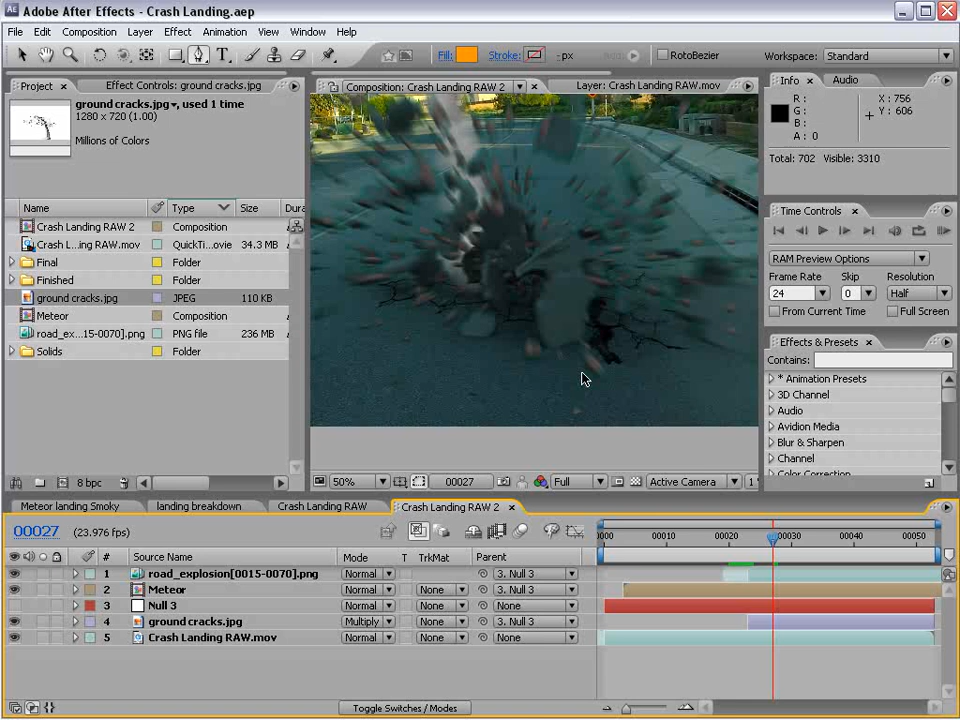 Adobe After Effects - Crash Landing.aep
File Edit Composition Layer Effect Animation View Window Help
Fill: Stroke: - px RotoBezier Workspace: Standard
Project × Effect Controls: ground cracks.jpg
ground cracks.jpg▾, used 1 time
1280 x 720 (1.00)
Millions of Colors
Name Type Size Dura
Crash Landing RAW 2 Composition
Crash L...ing RAW.mov QuickTi...ovie 34.3 MB
Final Folder
Finished Folder
ground cracks.jpg JPEG 110 KB
Meteor Composition
road_ex...15-0070].png PNG file 236 MB
Solids Folder
8 bpc
Composition: Crash Landing RAW 2 × Layer: Crash Landing RAW.mov
50% 00027 Full Active Camera 1
Info × Audio
R : X : 756
G : Y : 606
B :
A : 0
Total: 702 Visible: 3310
Time Controls ×
RAM Preview Options
Frame Rate Skip Resolution
24 0 Half
From Current Time Full Screen
Effects & Presets ×
Contains:
* Animation Presets
3D Channel
Audio
Avidion Media
Blur & Sharpen
Channel
Color Correction
Meteor landing Smoky landing breakdown Crash Landing RAW Crash Landing RAW 2 ×
00027 (23.976 fps)
0000 00010 00020 00030 00040 00050
# Source Name Mode T TrkMat Parent
1 road_explosion[0015-0070].png Normal 3. Null 3
2 Meteor Normal None 3. Null 3
3 Null 3 Normal None None
4 ground cracks.jpg Multiply None 3. Null 3
5 Crash Landing RAW.mov Normal None None
Toggle Switches / Modes